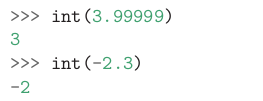 >>> int(3.99999)
3
>>> int(-2.3)
-2